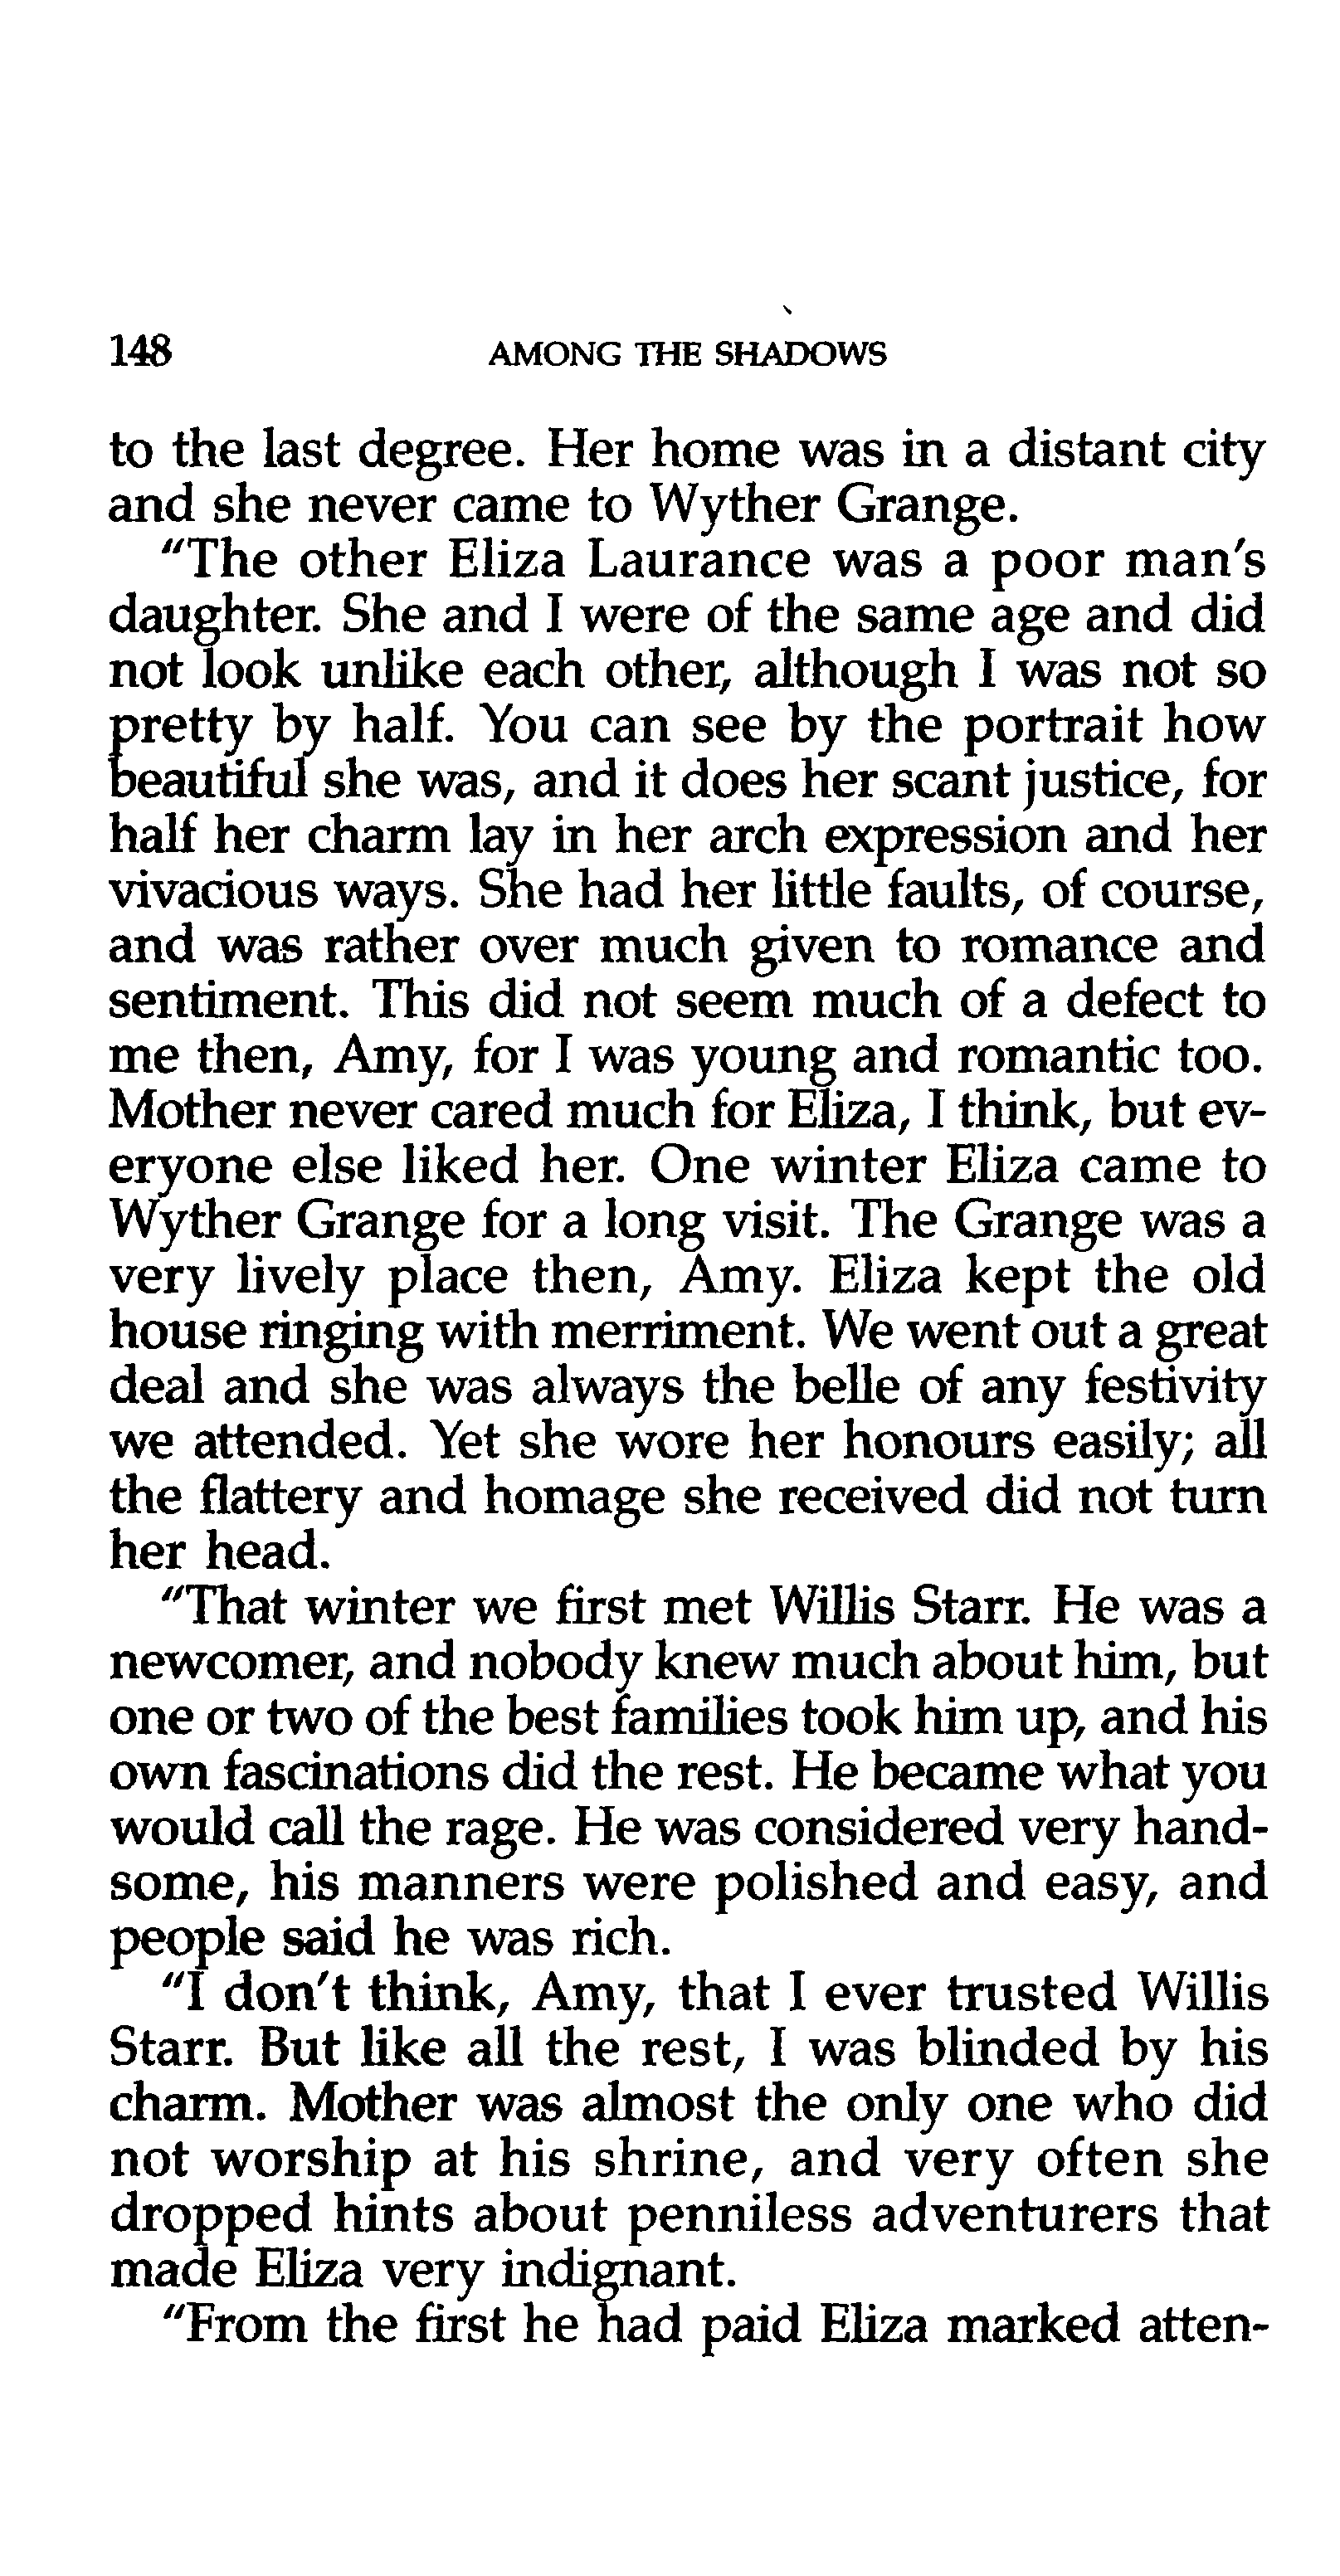 148 AMONG THE SHADOWS
to the last degree. Her home was in a distant city
and she never came to Wyther Grange.
"The other Eliza Laurance was a poor man's
daughter. She and I were of the same age and did
not look unlike each other, although I was not so
pretty by half. You can see by the portrait how
beautiful she was, and it does her scant justice, for
half her charm lay in her arch expression and her
vivacious ways. She had her little faults, of course,
and was rather over much given to romance and
sentiment. This did not seem much of a defect to
me then, Amy, for I was young and romantic too.
Mother never cared much for Eliza, I think, but ev-
eryone else liked her. One winter Eliza came to
Wyther Grange for a long visit. The Grange was a
very lively place then, Amy. Eliza kept the old
house ringing with merriment. We went out a great
deal and she was always the belle of any festivity
we attended. Yet she wore her honours easily; all
the flattery and homage she received did not turn
her head.
"That winter we first met Willis Starr. He was a
newcomer, and nobody knew much about him, but
one or two of the best families took him up, and his
own fascinations did the rest. He became what you
would call the rage. He was considered very hand-
some, his manners were polished and easy, and
people said he was rich.
"I don't think, Amy, that I ever trusted Willis
Starr. But like all the rest, I was blinded by his
charm. Mother was almost the only one who did
not worship at his shrine, and very often she
dropped hints about penniless adventurers that
made Eliza very indignant.
"From the first he had paid Eliza marked atten-